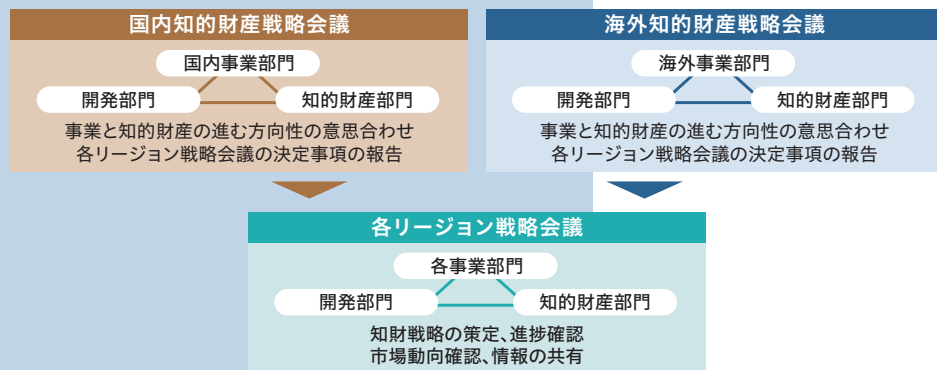 国内知的財産戦略会議
国内事業部門
開発部門
知的財産部門
事業と知的財産の進む方向性の意思合わせ
各リージョン戦略会議の決定事項の報告
海外知的財産戦略会議
海外事業部門
開発部門
知的財産部門
事業と知的財産の進む方向性の意思合わせ
各リージョン戦略会議の決定事項の報告
各リージョン戦略会議
各事業部門
開発部門
知的財産部門
知財戦略の策定、進捗確認
市場動向確認、情報の共有